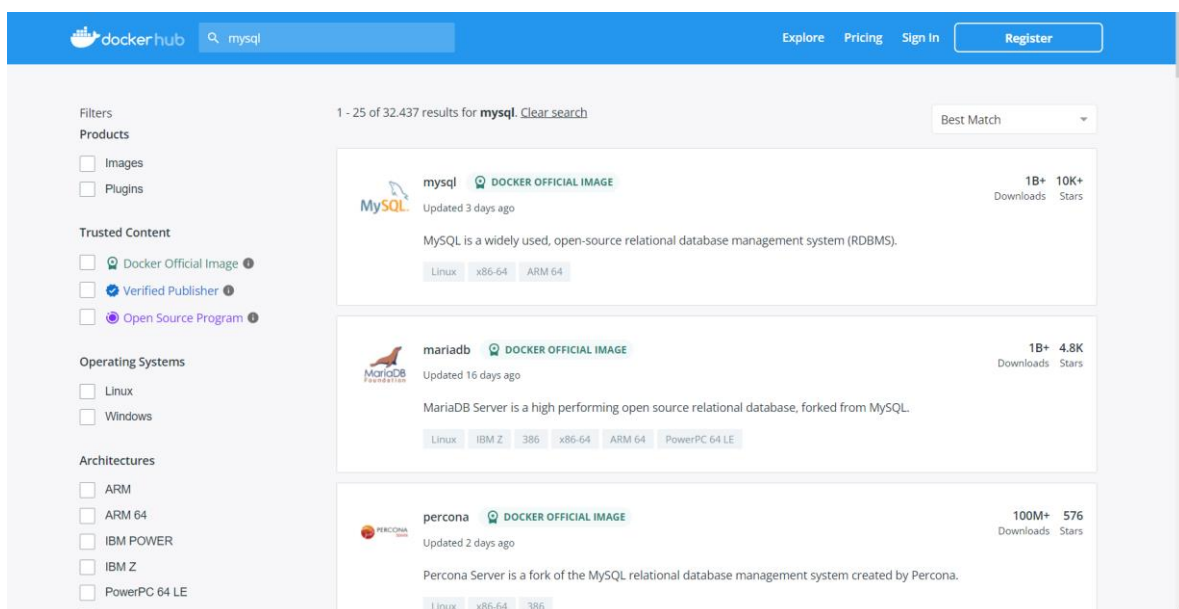 docker hub
mysql
Explore Pricing Sign In Register
Filters
Products
Images
Plugins
Trusted Content
Docker Official Image
Verified Publisher
Open Source Program
Operating Systems
Linux
Windows
Architectures
ARM
ARM 64
IBM POWER
IBM Z
PowerPC 64 LE
1 - 25 of 32.437 results for mysql. Clear search
Best Match
MySQL
mysql DOCKER OFFICIAL IMAGE
1B+ 10K+
Downloads Stars
Updated 3 days ago
MySQL is a widely used, open-source relational database management system (RDBMS).
Linux x86-64 ARM 64
MariaDB
Foundation
mariadb DOCKER OFFICIAL IMAGE
1B+ 4.8K
Downloads Stars
Updated 16 days ago
MariaDB Server is a high performing open source relational database, forked from MySQL.
Linux IBM Z 386 x86-64 ARM 64 PowerPC 64 LE
PERCONA
percona DOCKER OFFICIAL IMAGE
100M+ 576
Downloads Stars
Updated 2 days ago
Percona Server is a fork of the MySQL relational database management system created by Percona.
Linux x86-64 386